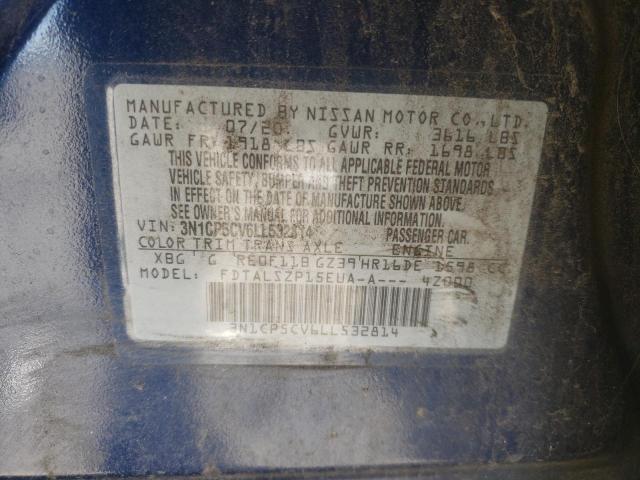 MANUFACTURED BY NISSAN MOTOR CO.,LTD.
DATE: 07/20 GVWR: 3616 LBS
GAWR FR: 1918 LBS GAWR RR: 1698 LBS
THIS VEHICLE CONFORMS TO ALL APPLICABLE FEDERAL MOTOR
VEHICLE SAFETY, BUMPER AND THEFT PREVENTION STANDARDS
IN EFFECT ON THE DATE OF MANUFACTURE SHOWN ABOVE.
SEE OWNER'S MANUAL FOR ADDITIONAL INFORMATION.
VIN: 3N1CP5CV6LL532814 PASSENGER CAR.
COLOR TRIM TRANS AXLE ENGINE
XBG G RE0F11B GZ39 HR16DE 1598 CC
MODEL: FDTALSZP15EUA-A--- 4Z000
3N1CP5CV6LL532814